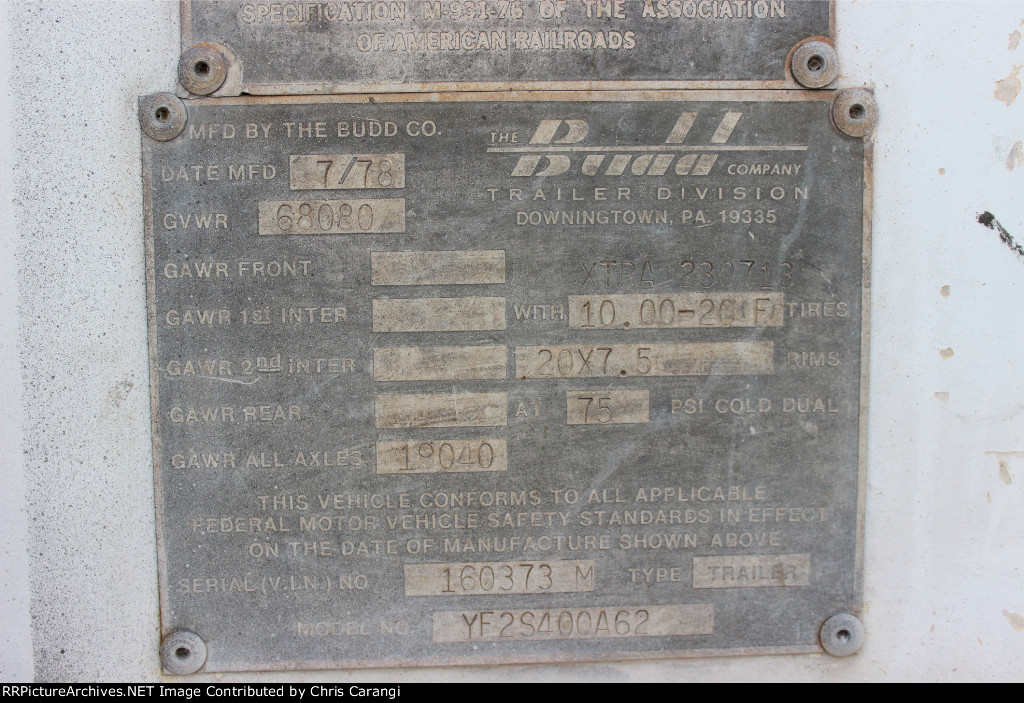 SPECIFICATION M-931-76 OF THE ASSOCIATION
OF AMERICAN RAILROADS
MFD BY THE BUDD CO.
THE Budd COMPANY
DATE MFD 7/78
TRAILER DIVISION
GVWR 68080
DOWNINGTOWN, PA. 19335
GAWR FRONT
XTPA 230713
GAWR 1st INTER WITH 10.00-20(F) TIRES
GAWR 2nd INTER 20X7.5 RIMS
GAWR REAR AT 75 PSI COLD DUAL
GAWR ALL AXLES 19040
THIS VEHICLE CONFORMS TO ALL APPLICABLE
FEDERAL MOTOR VEHICLE SAFETY STANDARDS IN EFFECT
ON THE DATE OF MANUFACTURE SHOWN ABOVE
SERIAL (V.I.N.) NO 160373 M TYPE TRAILER
MODEL NO. YF2S400A62
RRPictureArchives.NET Image Contributed by Chris Carangi